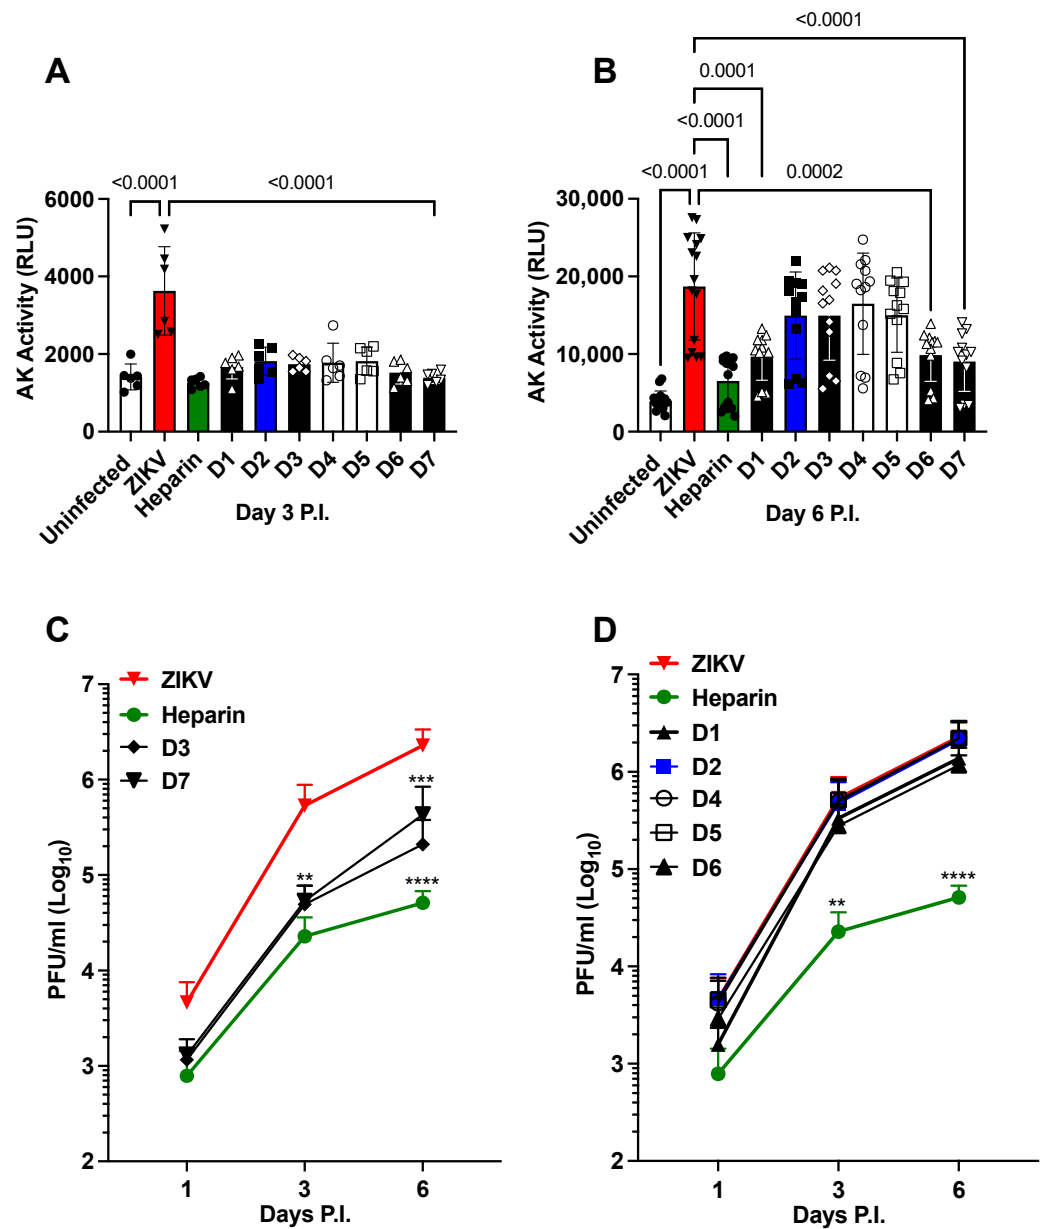 A
<0.0001
<0.0001
AK Activity (RLU)
6000
4000
2000
0
Uninfected
ZIKV
Heparin
D1
D2
D3
D4
D5
D6
D7
Day 3 P.I.
B
<0.0001
0.0001
<0.0001
<0.0001
0.0002
AK Activity (RLU)
30,000
20,000
10,000
0
Uninfected
ZIKV
Heparin
D1
D2
D3
D4
D5
D6
D7
Day 6 P.I.
C
ZIKV
Heparin
D3
D7
PFU/ml (Log10)
7
6
5
4
3
2
**
***
****
1
3
6
Days P.I.
D
ZIKV
Heparin
D1
D2
D4
D5
D6
PFU/ml (Log10)
7
6
5
4
3
2
**
****
1
3
6
Days P.I.